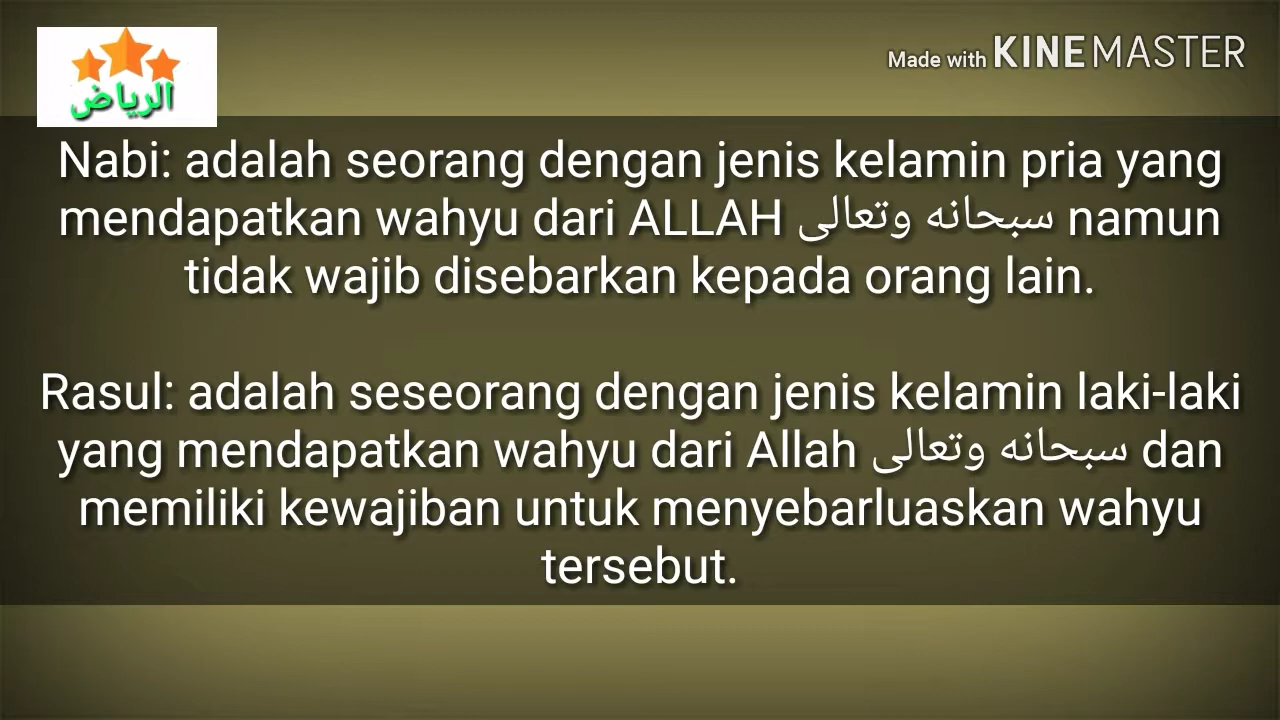 الرياض
Made with KINEMASTER
Nabi: adalah seorang dengan jenis kelamin pria yang
mendapatkan wahyu dari ALLAH سبحانه وتعالى namun
tidak wajib disebarkan kepada orang lain.
Rasul: adalah seseorang dengan jenis kelamin laki-laki
yang mendapatkan wahyu dari Allah سبحانه وتعالى dan
memiliki kewajiban untuk menyebarluaskan wahyu
tersebut.